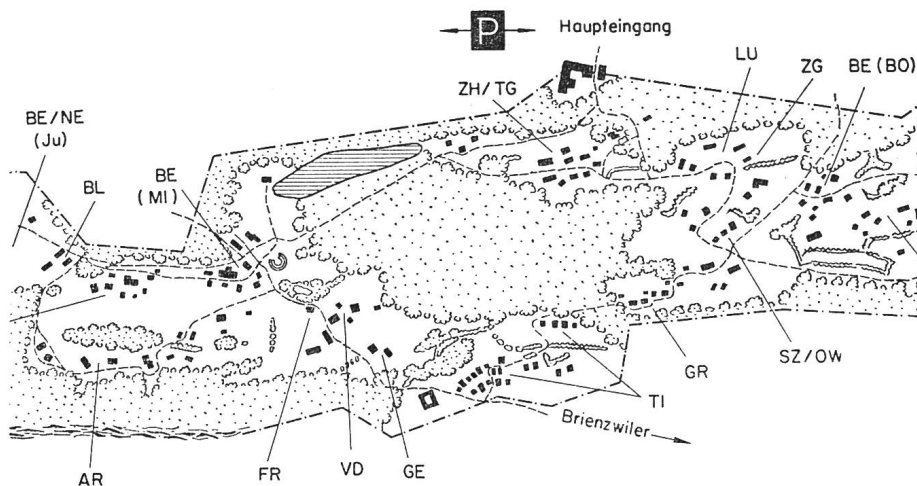 P
Haupteingang
LU
ZG
BE (BO)
ZH/TG
BE/NE
(Ju)
BL
BE
(MI)
SZ/OW
GR
TI
Brienzwiler
AR
FR
VD
GE